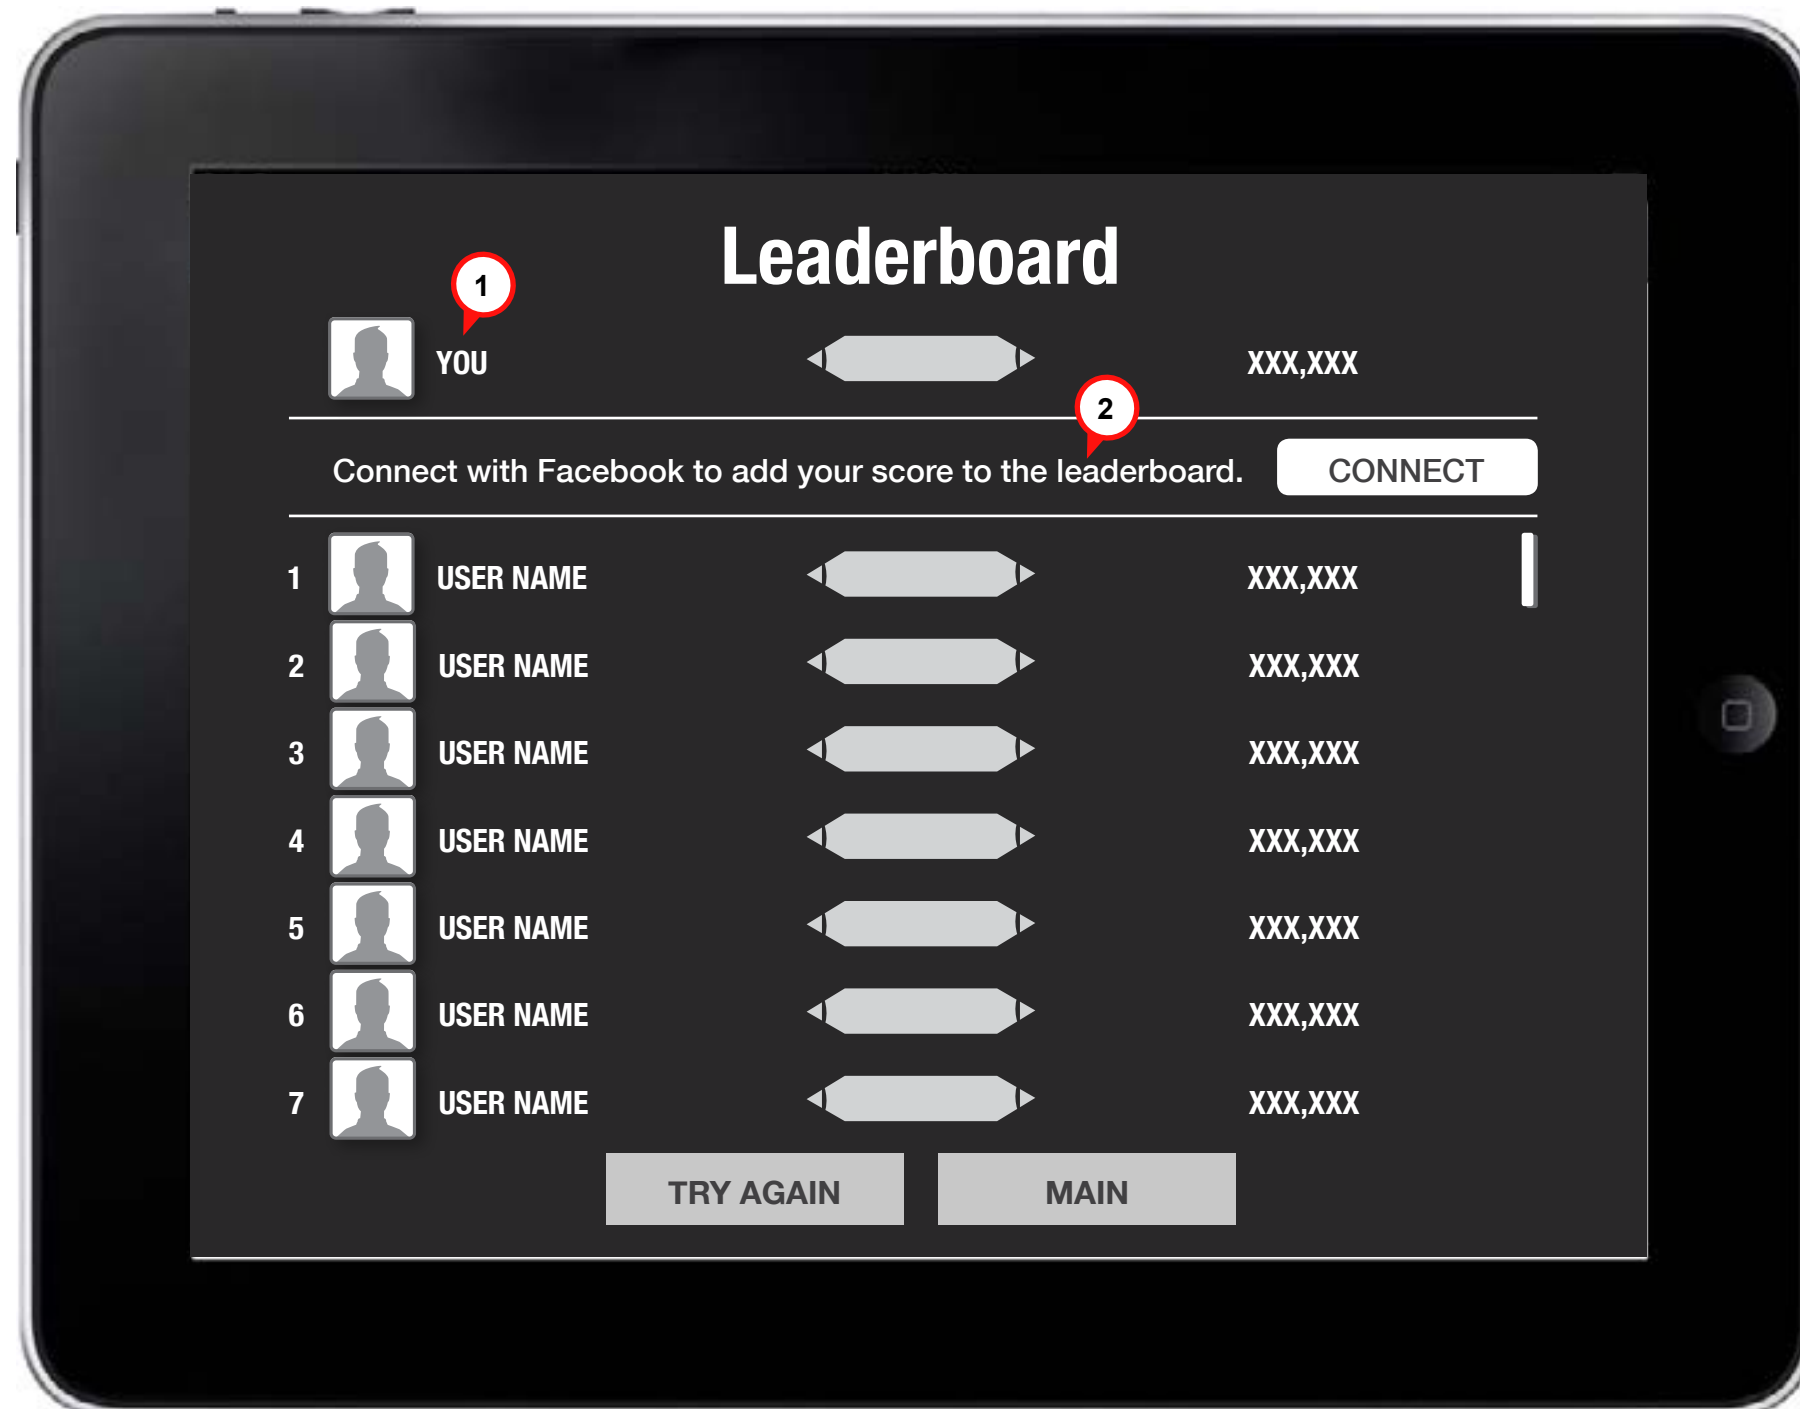 Leaderboard
1
YOU XXX,XXX
2
Connect with Facebook to add your score to the leaderboard. CONNECT
1 USER NAME XXX,XXX
2 USER NAME XXX,XXX
3 USER NAME XXX,XXX
4 USER NAME XXX,XXX
5 USER NAME XXX,XXX
6 USER NAME XXX,XXX
7 USER NAME XXX,XXX
TRY AGAIN MAIN